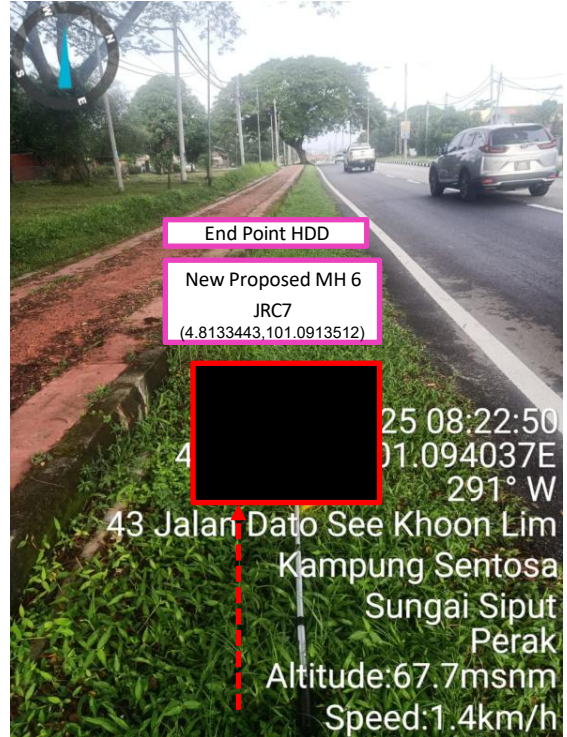 N
S
E
End Point HDD
New Proposed MH 6
JRC7
(4.8133443,101.0913512)
25 08:22:50
4 01.094037E
291° W
43 Jalan Dato See Khoon Lim
Kampung Sentosa
Sungai Siput
Perak
Altitude:67.7msnm
Speed:1.4km/h